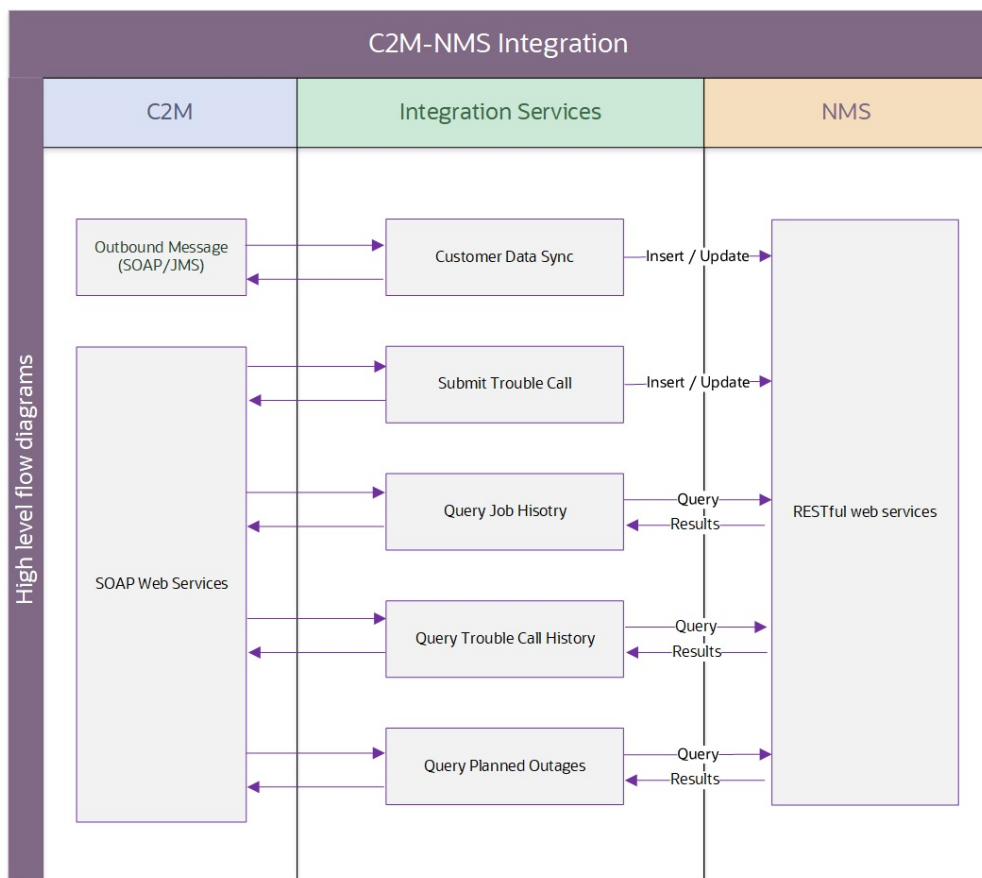 C2M-NMS Integration
High level flow diagrams
C2M
Integration Services
NMS
Outbound Message
(SOAP/JMS)
Customer Data Sync
Insert / Update
Submit Trouble Call
Insert / Update
Query Job Hisotry
Query
Results
RESTful web services
SOAP Web Services
Query Trouble Call History
Query
Results
Query Planned Outages
Query
Results